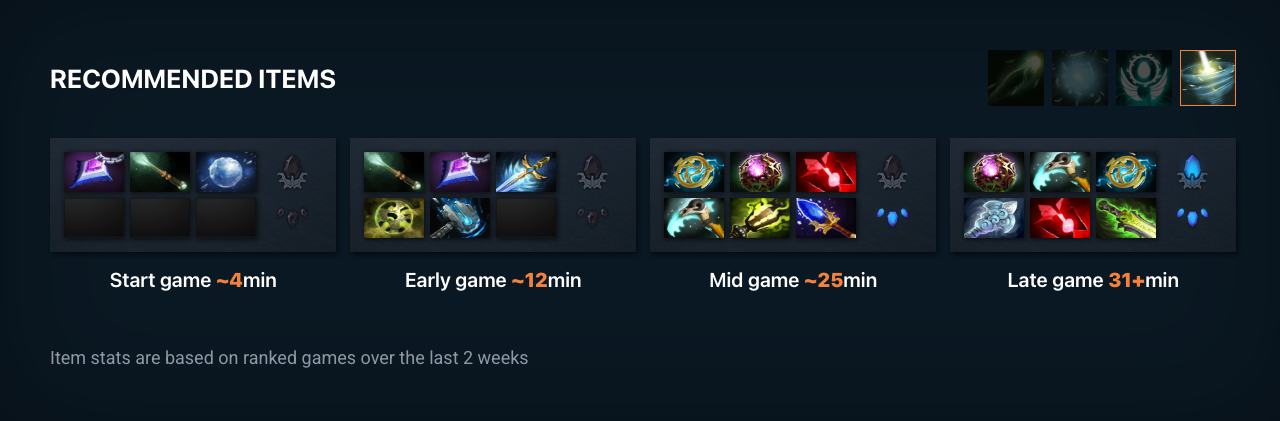 RECOMMENDED ITEMS
Start game ~4min
Early game ~12min
Mid game ~25min
Late game 31+min
Item stats are based on ranked games over the last 2 weeks